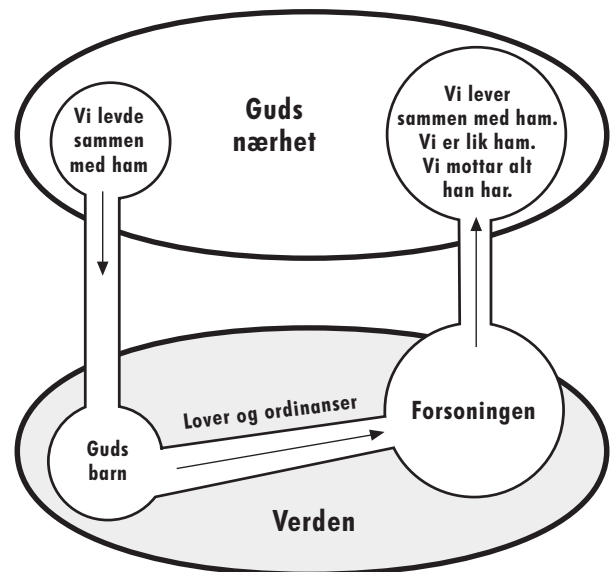 Vi levde
sammen
med ham
Guds
nærhet
Vi lever
sammen med ham.
Vi er lik ham.
Vi mottar alt
han har.
Lover og ordinanser
Forsoningen
Guds
barn
Verden